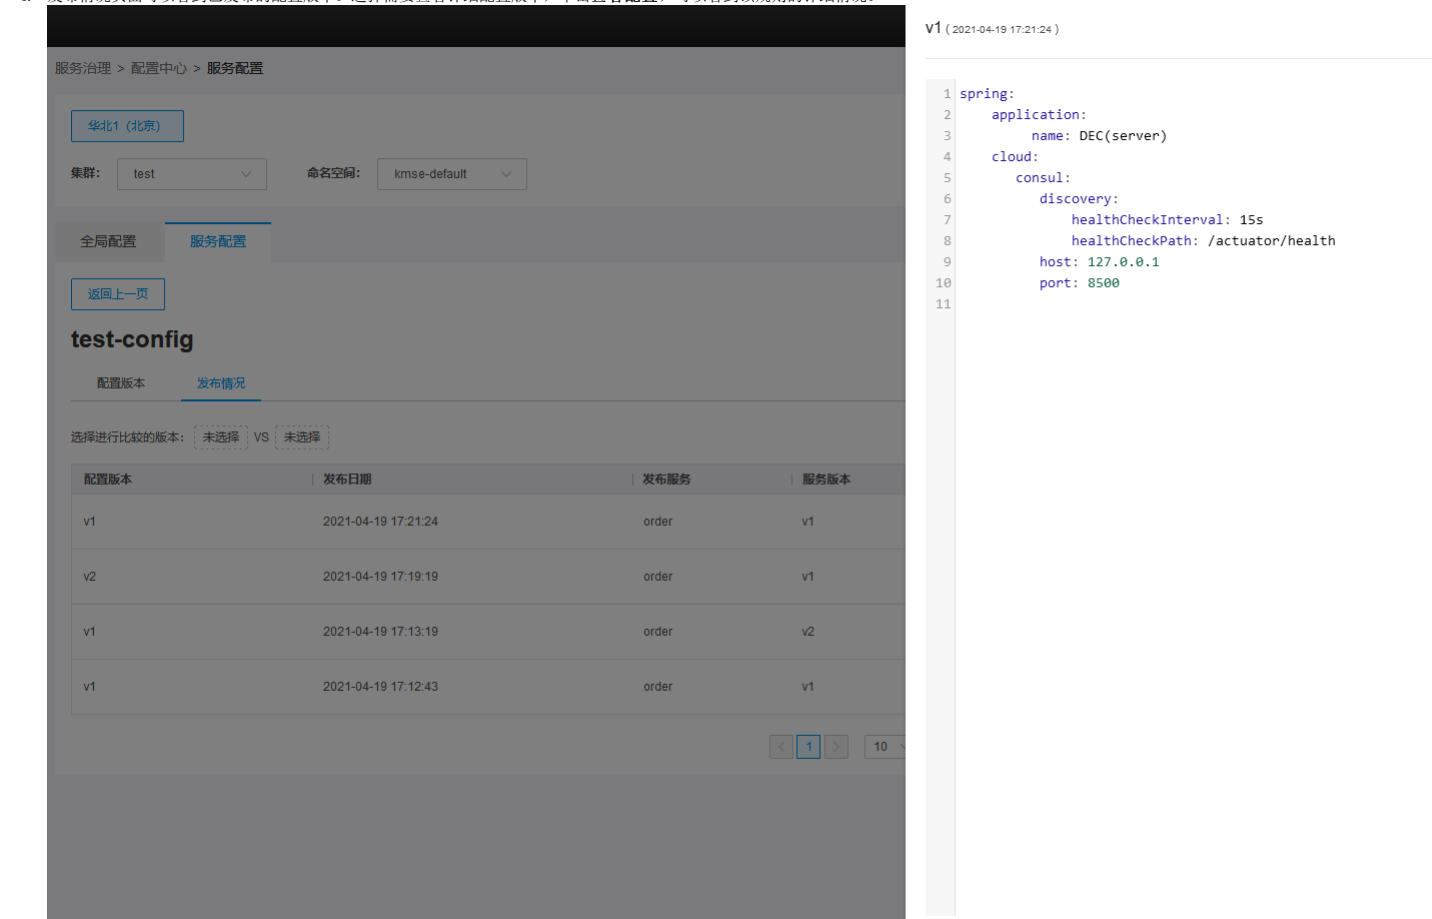 服务治理 > 配置中心 > 服务配置
华北1（北京）
集群： test 命名空间： kmse-default
全局配置 服务配置
返回上一页
test-config
配置版本 发布情况
选择进行比较的版本： 未选择 VS 未选择
配置版本 发布日期 发布服务 服务版本
v1 2021-04-19 17:21:24 order v1
v2 2021-04-19 17:19:19 order v1
v1 2021-04-19 17:13:19 order v2
v1 2021-04-19 17:12:43 order v1
< 1 > 10
v1 ( 2021-04-19 17:21:24 )
1 spring:
2 application:
3 name: DEC(server)
4 cloud:
5 consul:
6 discovery:
7 healthCheckInterval: 15s
8 healthCheckPath: /actuator/health
9 host: 127.0.0.1
10 port: 8500
11